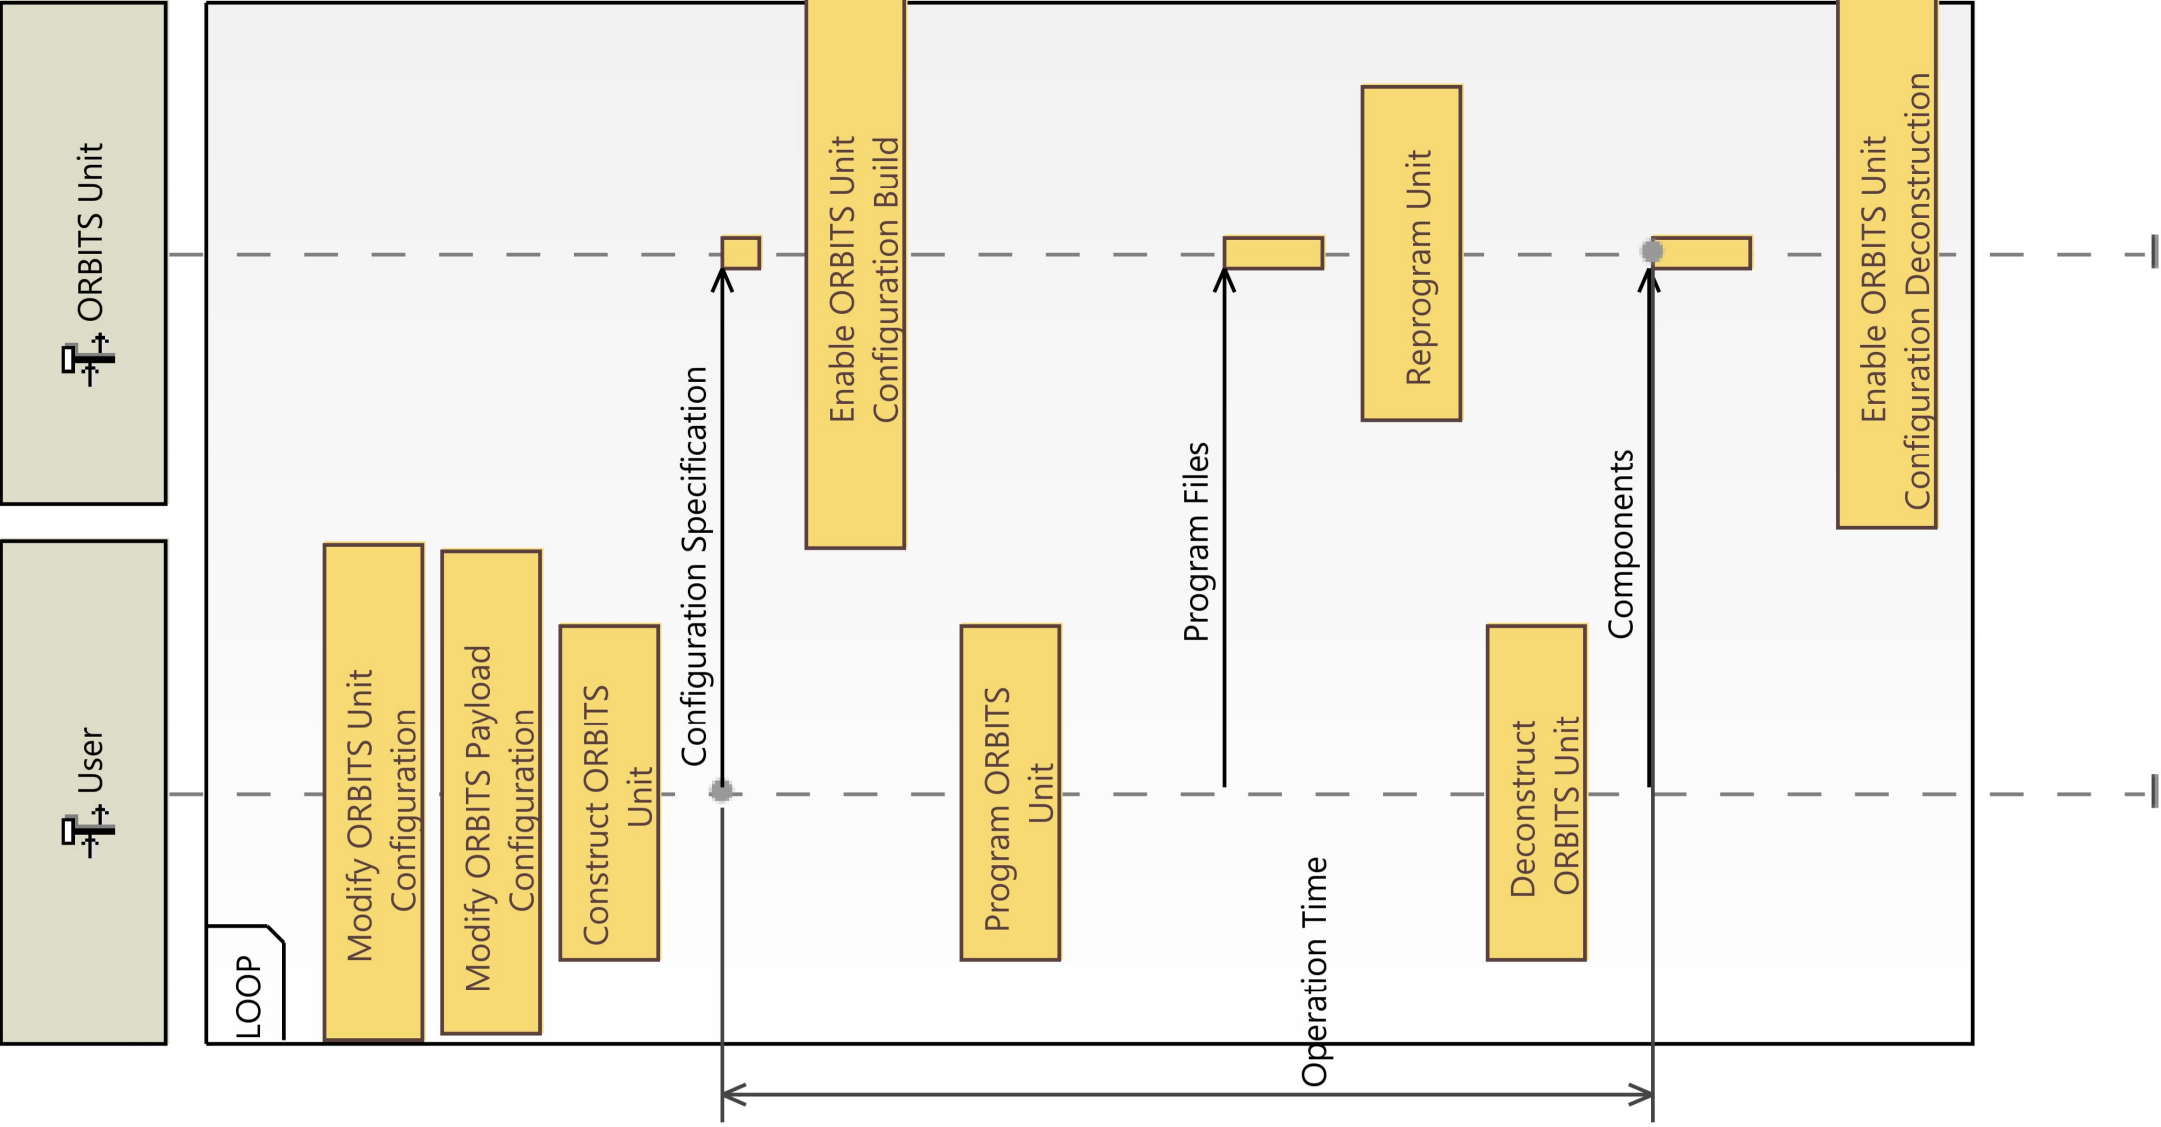 User
ORBITS Unit
LOOP
Modify ORBITS Unit
Configuration
Modify ORBITS Payload
Configuration
Construct ORBITS
Unit
Configuration Specification
Enable ORBITS Unit
Configuration Build
Program ORBITS
Unit
Program Files
Operation Time
Reprogram Unit
Deconstruct
ORBITS Unit
Components
Enable ORBITS Unit
Configuration Deconstruction